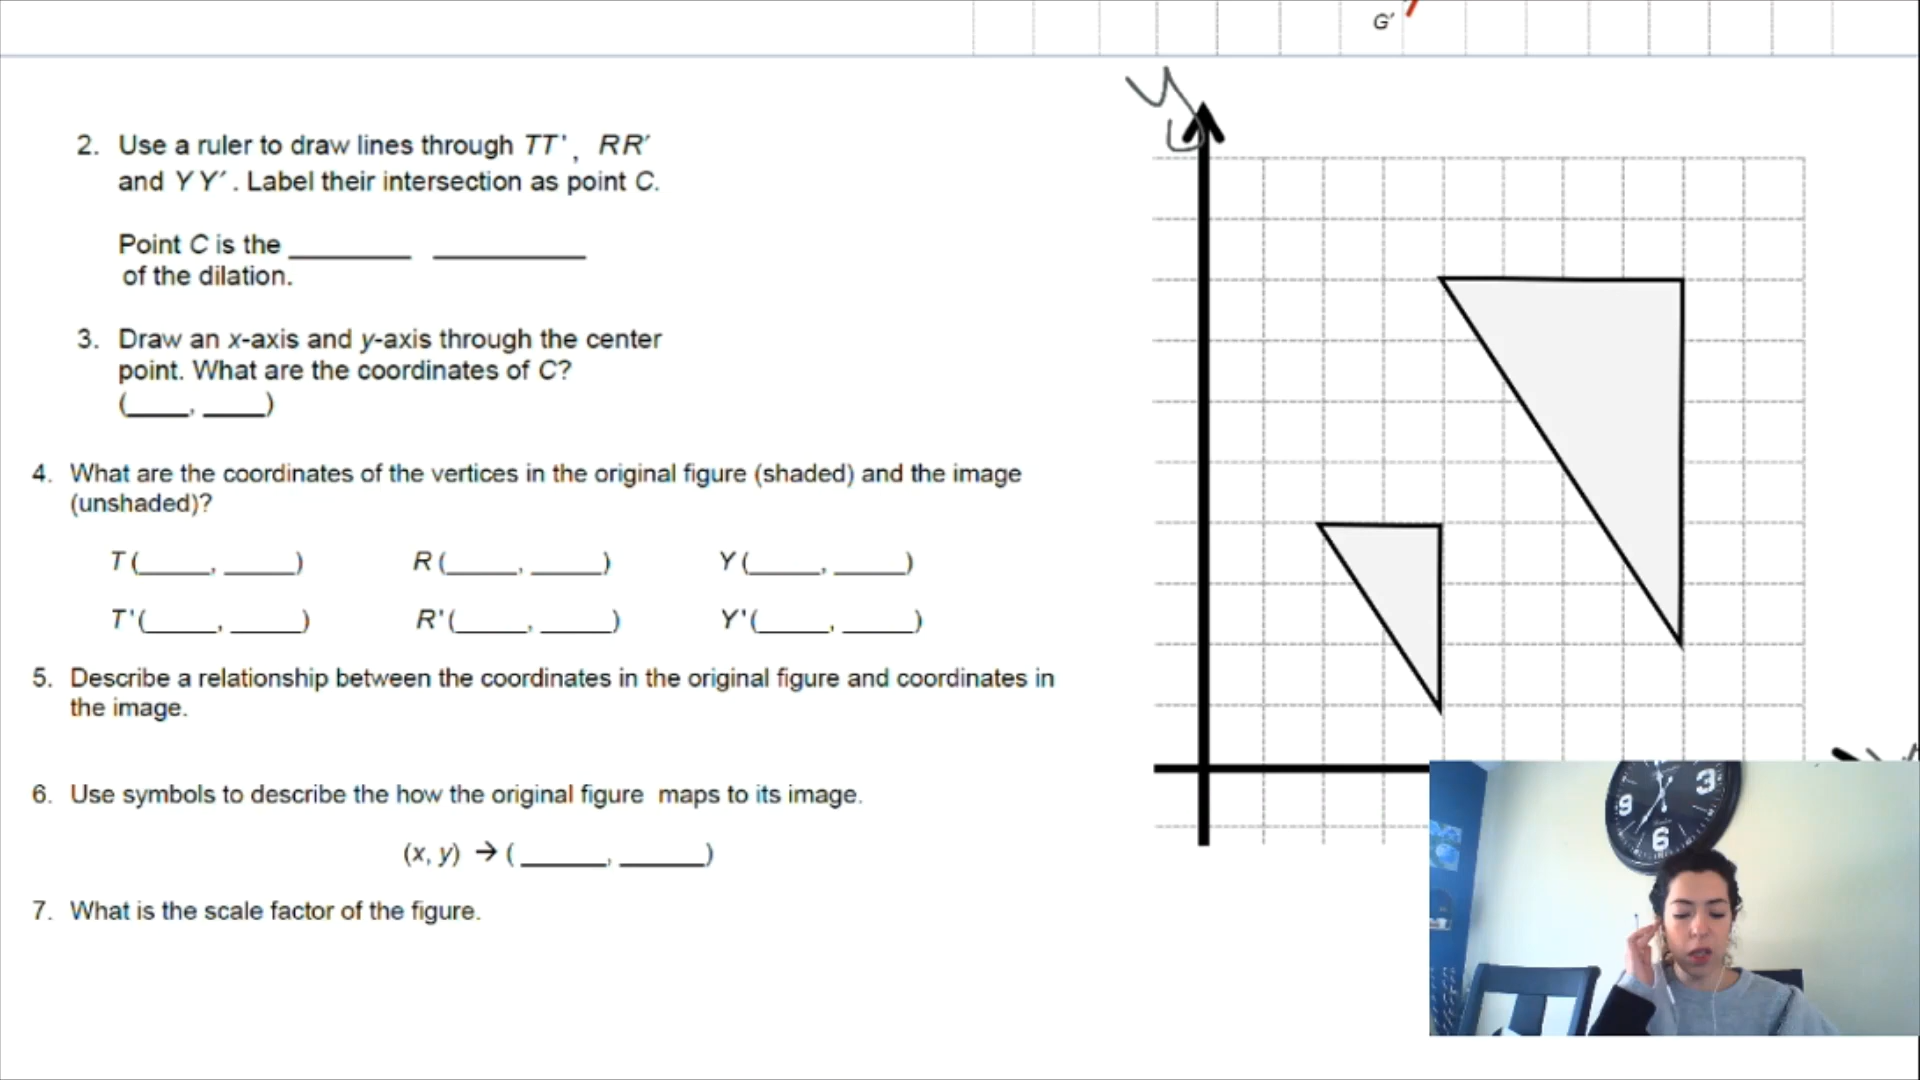 G'
y
2. Use a ruler to draw lines through TT', RR'
and YY'. Label their intersection as point C.
Point C is the ________ ________
of the dilation.
3. Draw an x-axis and y-axis through the center
point. What are the coordinates of C?
(____, ____)
4. What are the coordinates of the vertices in the original figure (shaded) and the image
(unshaded)?
T(_____, _____) R(_____, _____) Y(_____, _____)
T'(_____, _____) R'(_____, _____) Y'(_____, _____)
5. Describe a relationship between the coordinates in the original figure and coordinates in
the image.
6. Use symbols to describe the how the original figure maps to its image.
(x, y) → (______, ______)
7. What is the scale factor of the figure.
3
9
6